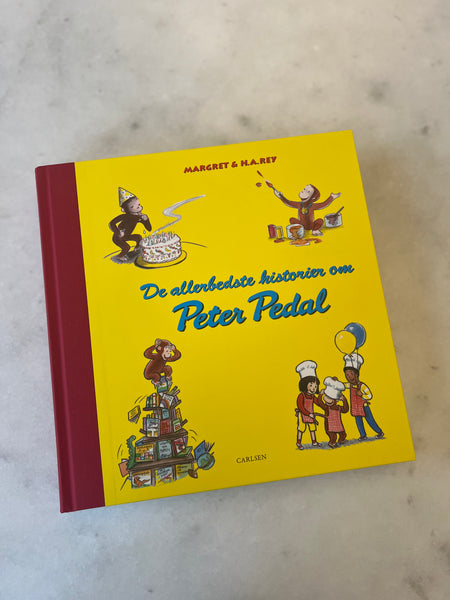 MARGRET & H.A.REY
De allerbedste historier om
Peter Pedal
CARLSEN